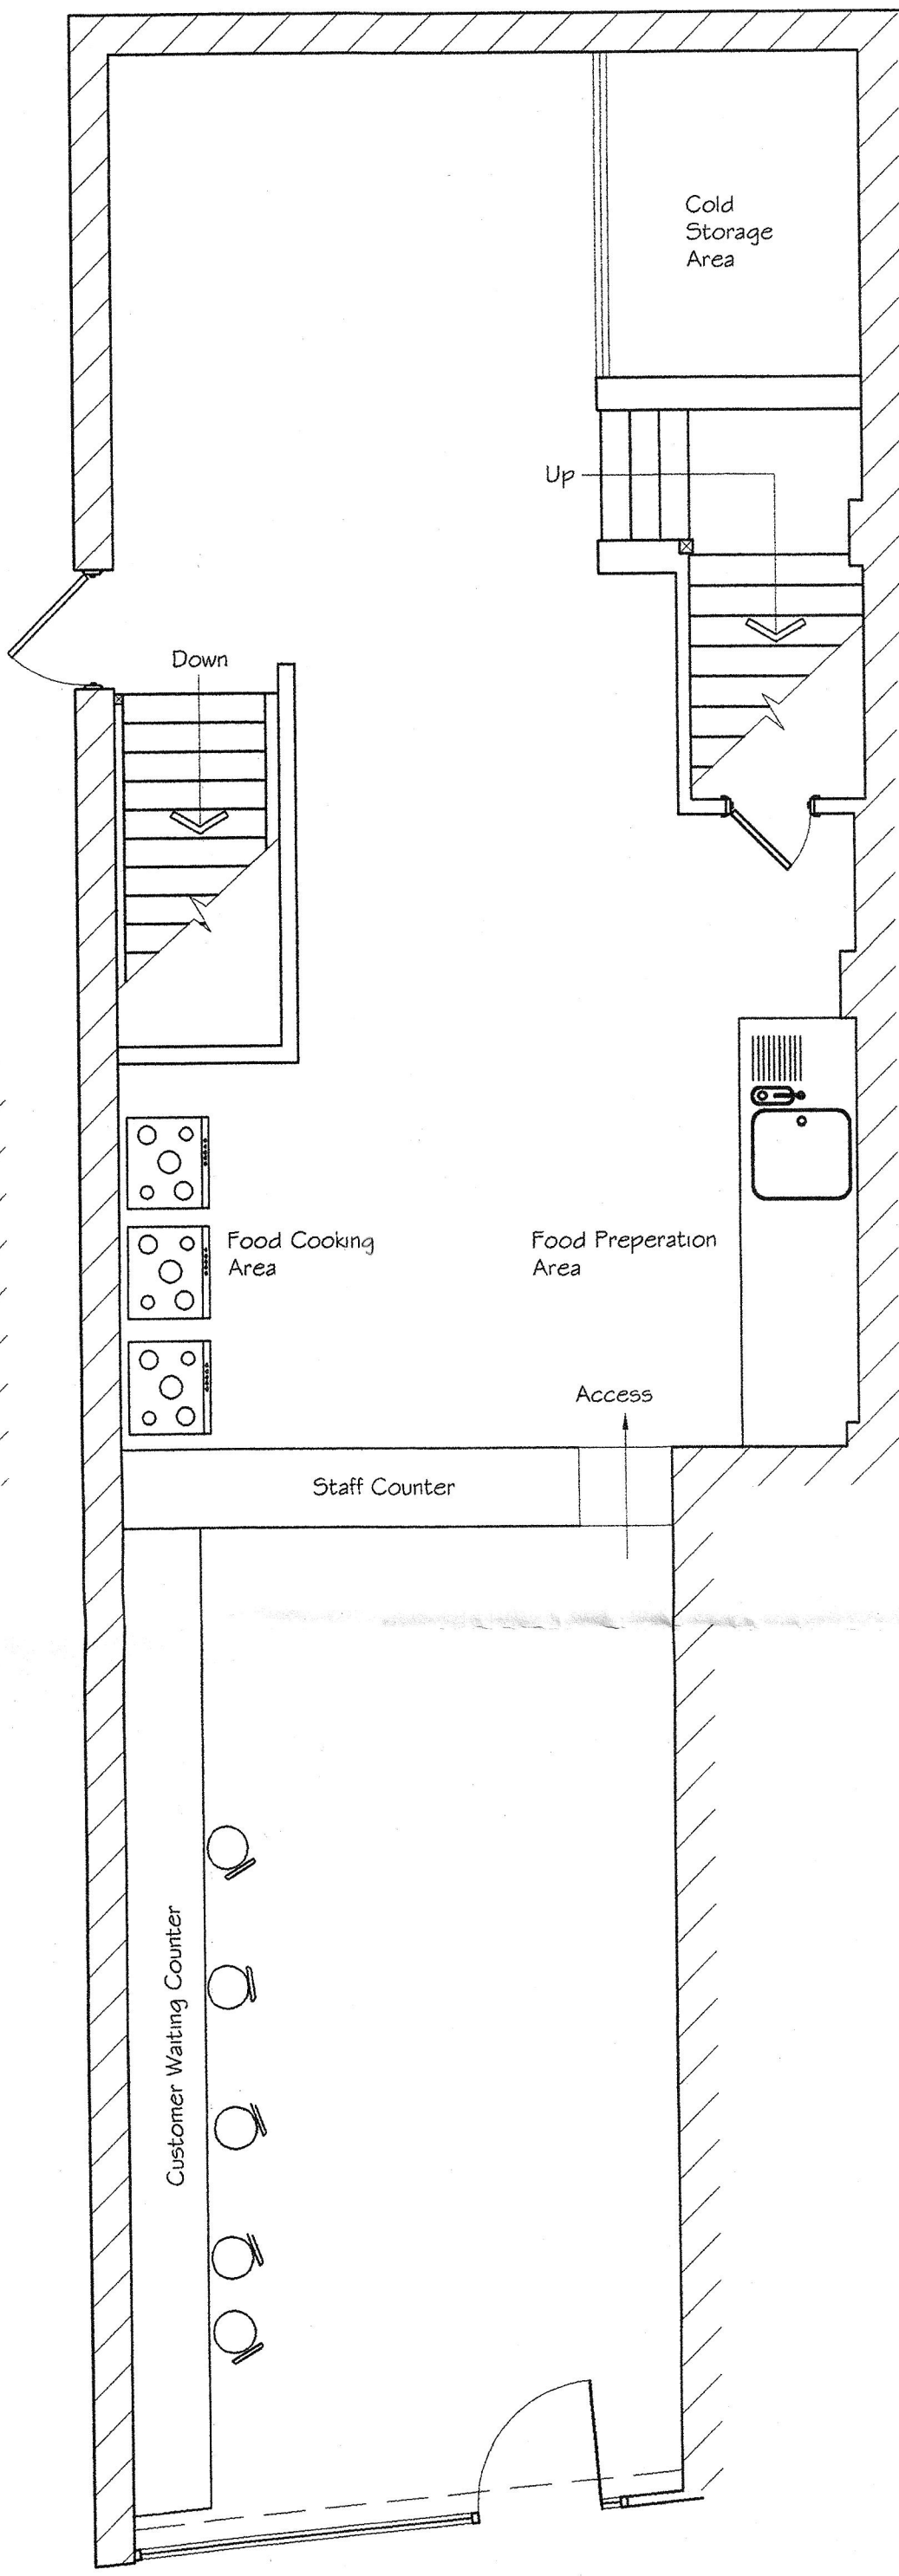 Cold
Storage
Area
Up
Down
Food Cooking
Area
Food Preperation
Area
Access
Staff Counter
Customer Waiting Counter